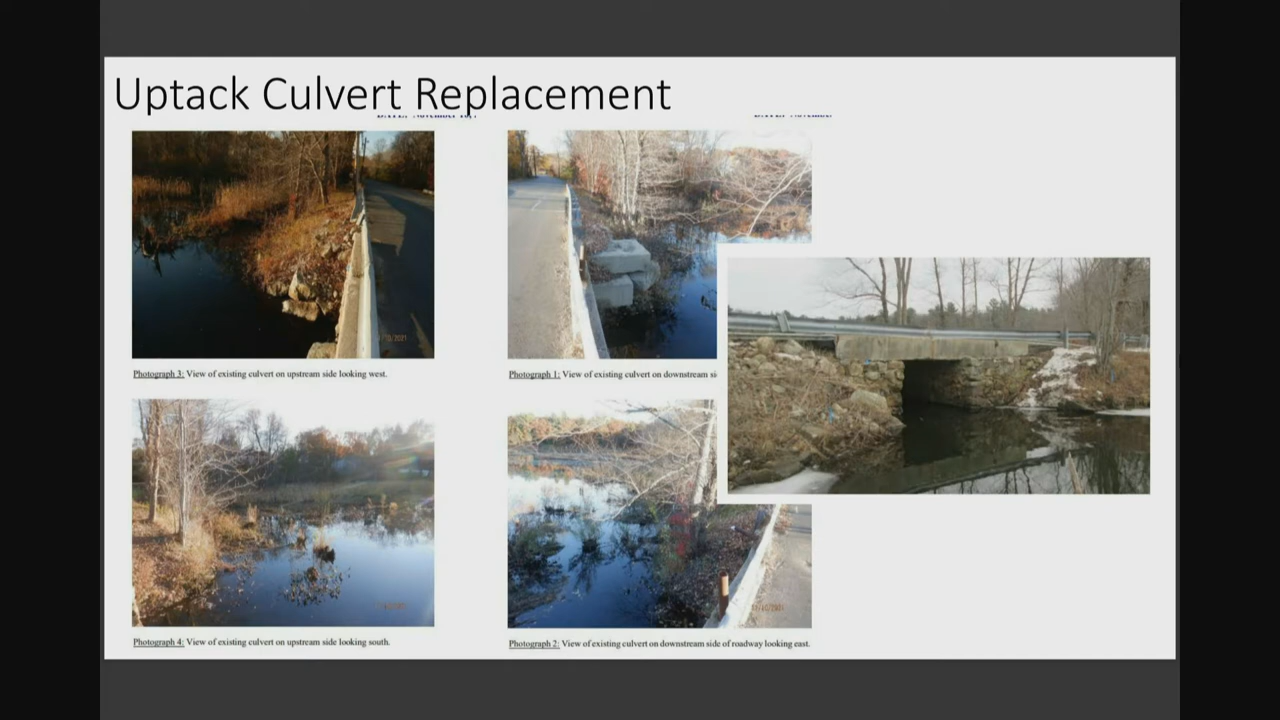 Uptack Culvert Replacement
Photograph 3: View of existing culvert on upstream side looking west.
Photograph 1: View of existing culvert on downstream si
Photograph 4: View of existing culvert on upstream side looking south.
Photograph 2: View of existing culvert on downstream side of roadway looking east.